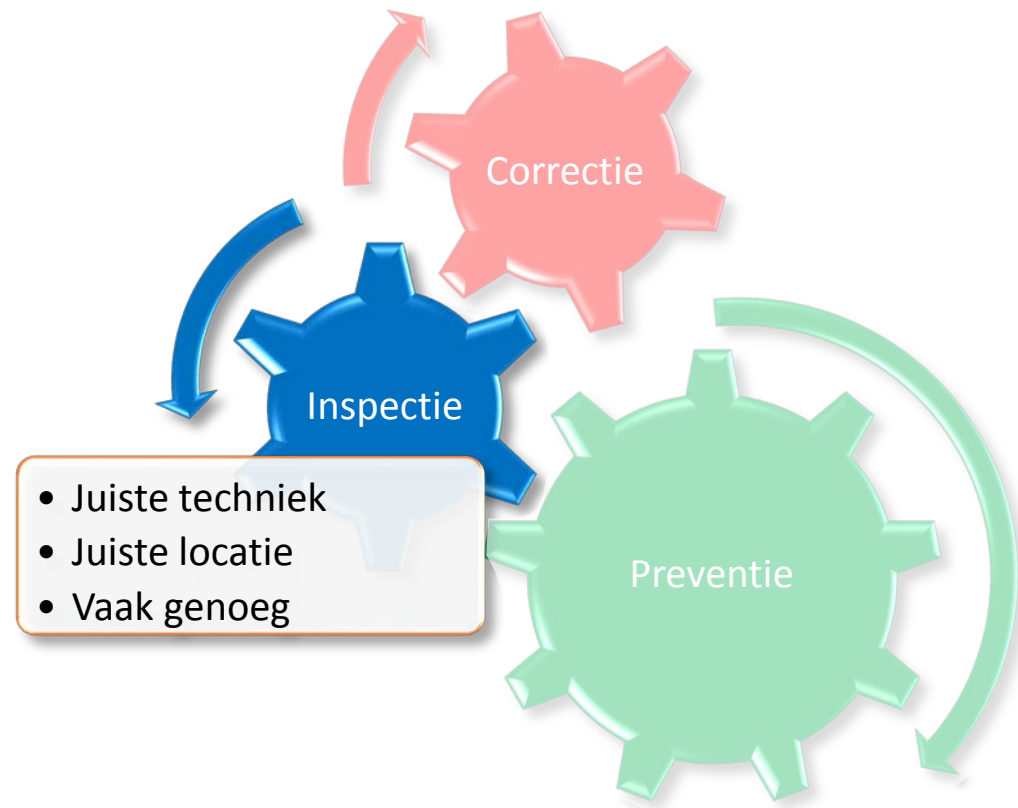 Correctie
Inspectie
• Juiste techniek
• Juiste locatie
• Vaak genoeg
Preventie